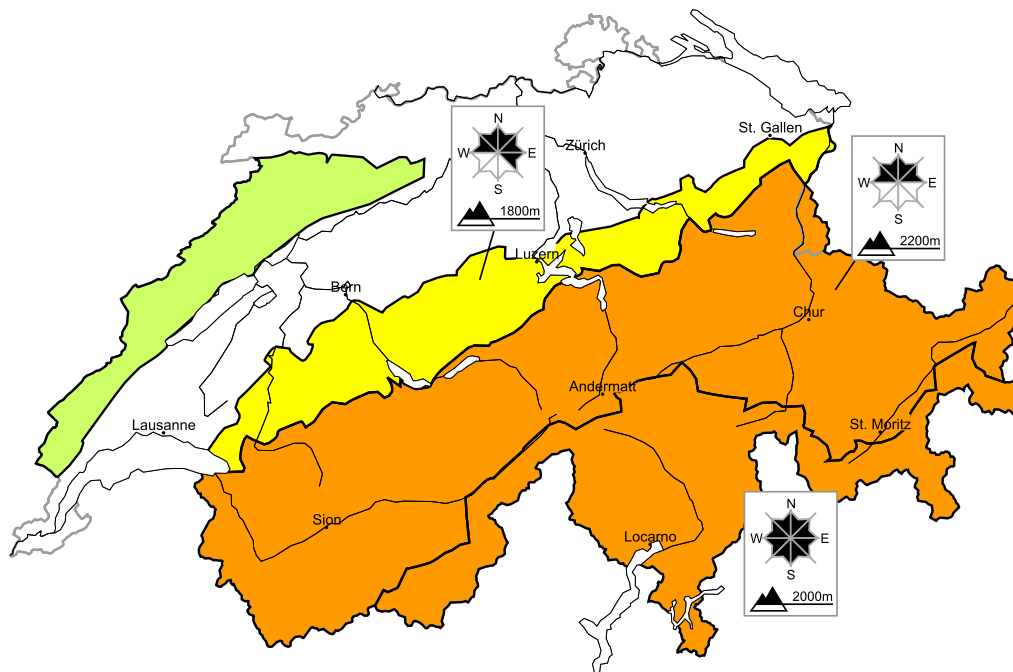 St. Gallen
N
W E
S
1800m
Zürich
N
W E
S
2200m
Luzern
Bern
Chur
Andermatt
Lausanne
St. Moritz
Sion
Locarno
N
W E
S
2000m